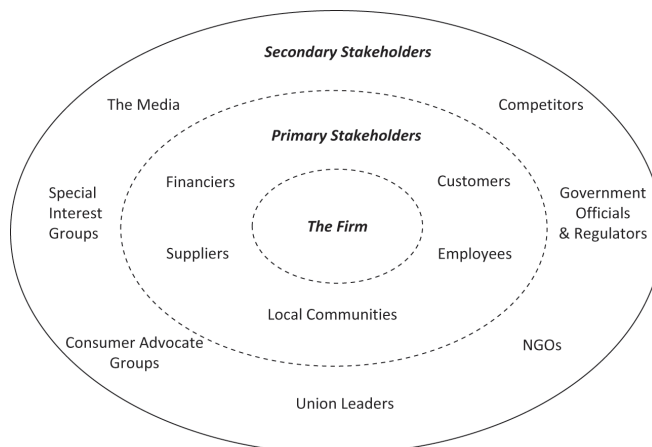 Secondary Stakeholders
The Media
Competitors
Primary Stakeholders
Financiers
Customers
Special
Interest
Groups
Government
Officials
& Regulators
The Firm
Suppliers
Employees
Local Communities
Consumer Advocate
Groups
NGOs
Union Leaders